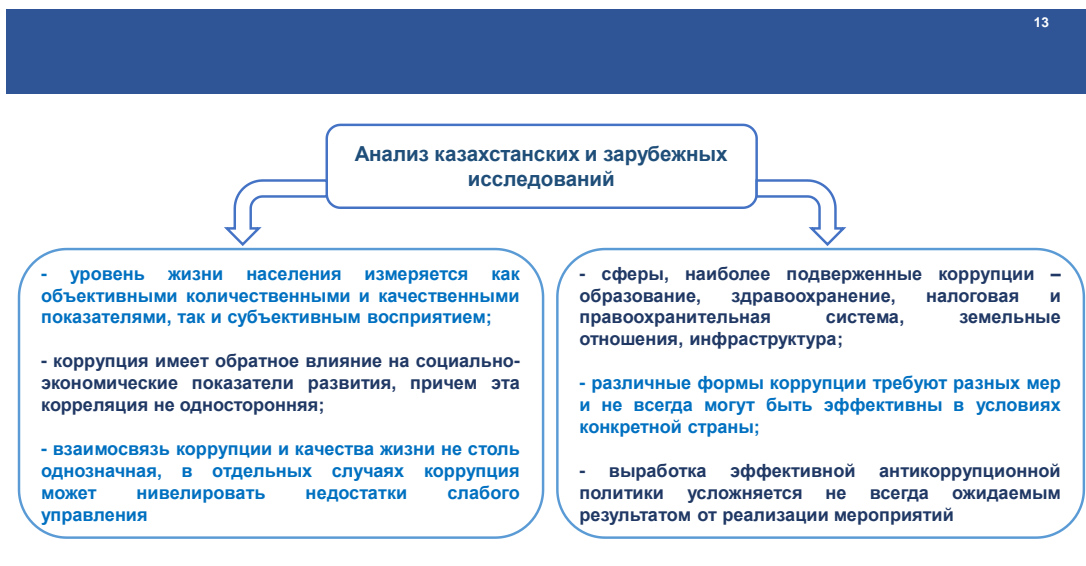 13
Анализ казахстанских и зарубежных
исследований
- уровень жизни населения измеряется как
объективными количественными и качественными
показателями, так и субъективным восприятием;
- коррупция имеет обратное влияние на социально-
экономические показатели развития, причем эта
корреляция не односторонняя;
- взаимосвязь коррупции и качества жизни не столь
однозначная, в отдельных случаях коррупция
может нивелировать недостатки слабого
управления
- сферы, наиболее подверженные коррупции –
образование, здравоохранение, налоговая и
правоохранительная система, земельные
отношения, инфраструктура;
- различные формы коррупции требуют разных мер
и не всегда могут быть эффективны в условиях
конкретной страны;
- выработка эффективной антикоррупционной
политики усложняется не всегда ожидаемым
результатом от реализации мероприятий